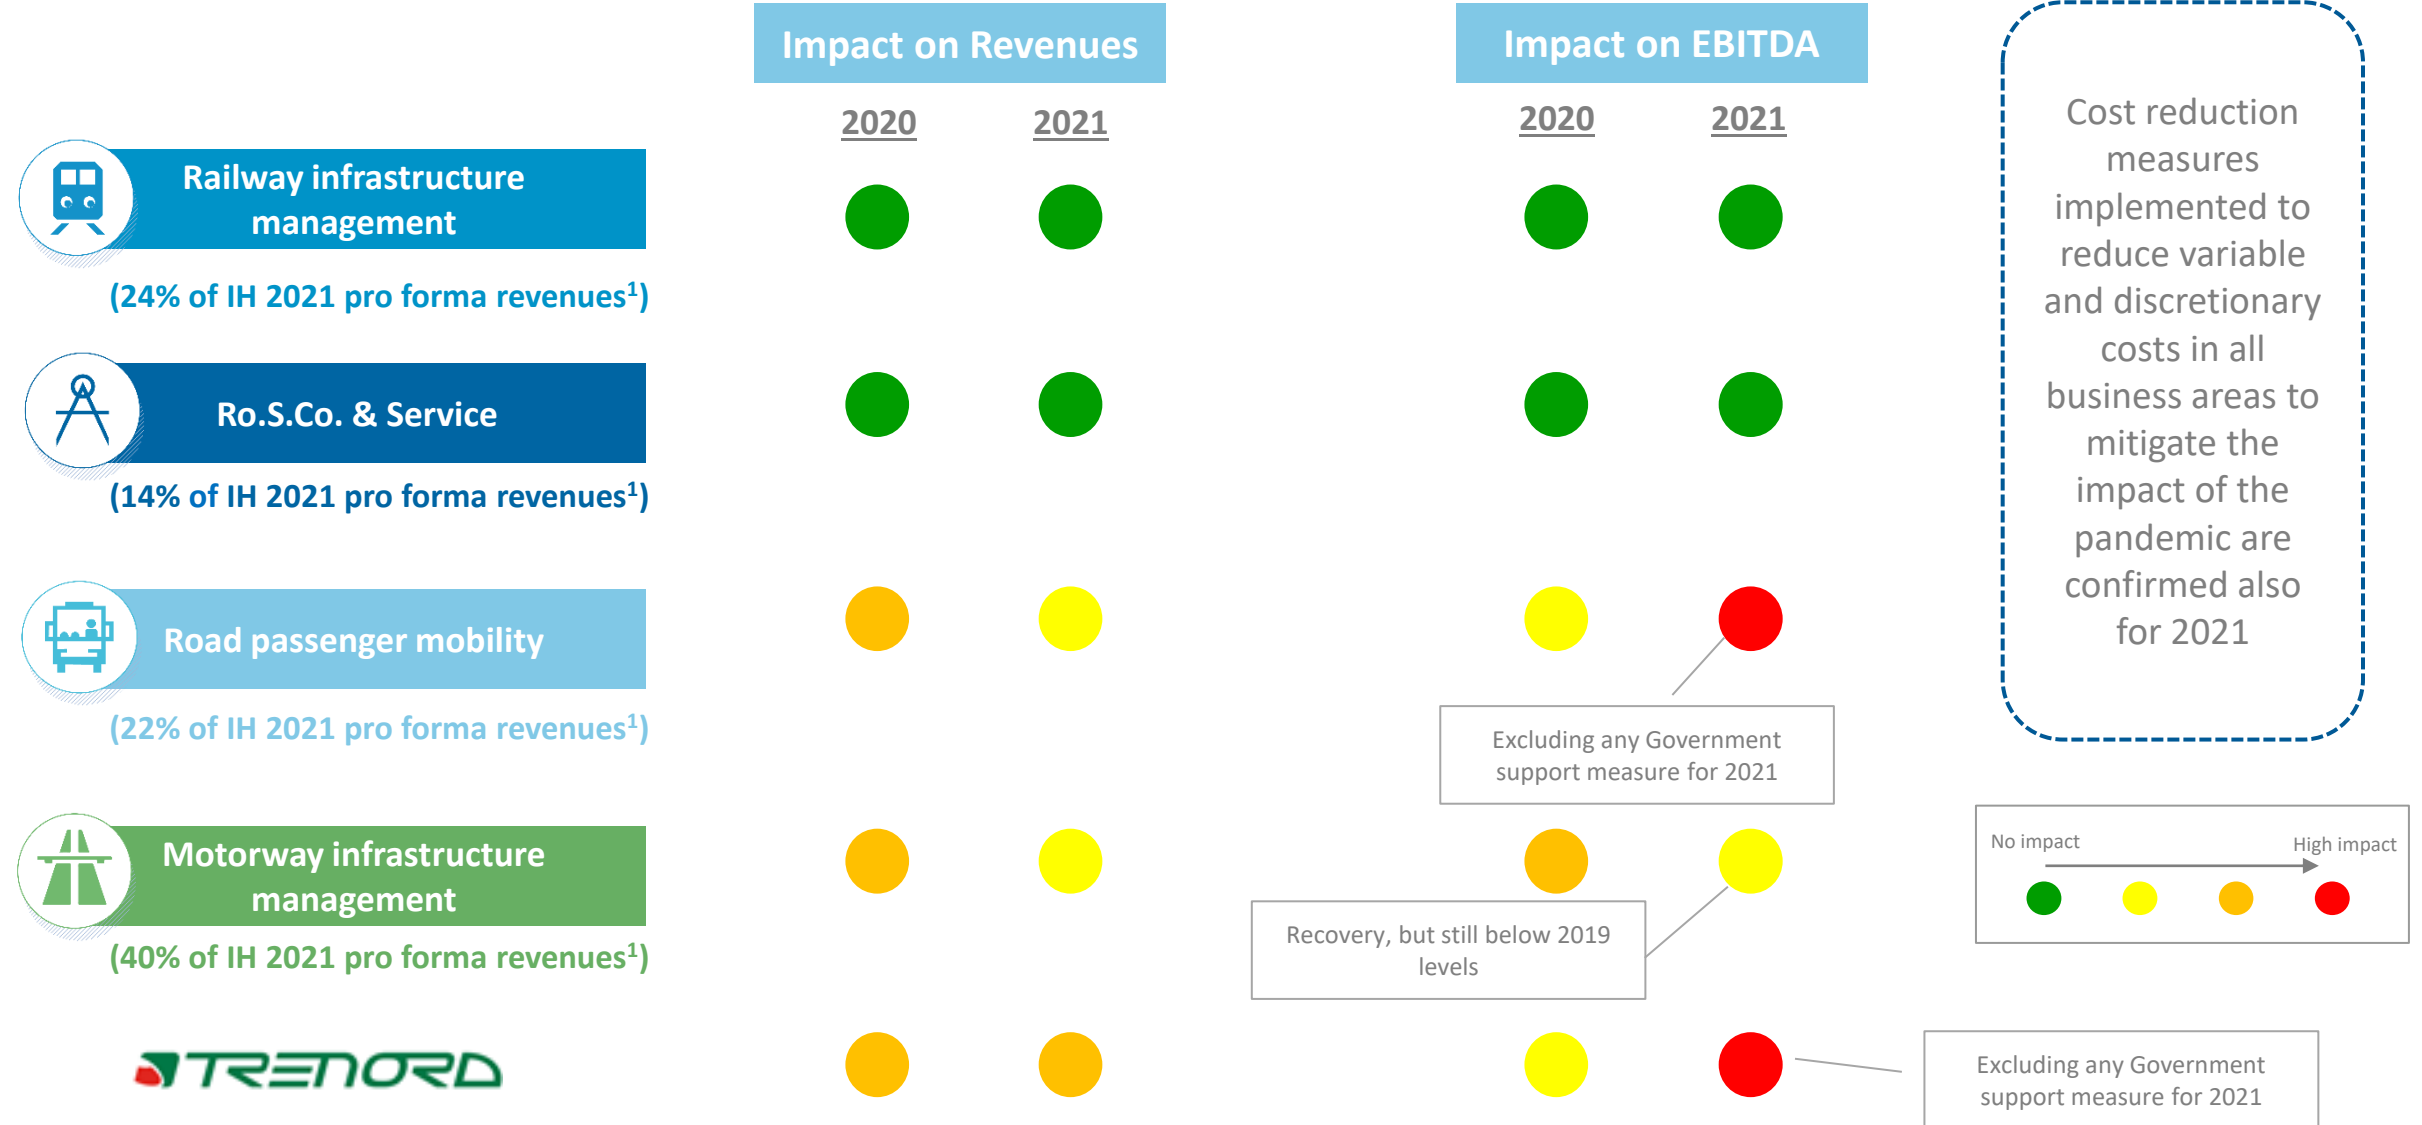 Impact on Revenues
Impact on EBITDA
2020
2021
2020
2021
Railway infrastructure
management
(24% of IH 2021 pro forma revenues¹)
Ro.S.Co. & Service
(14% of IH 2021 pro forma revenues¹)
Road passenger mobility
(22% of IH 2021 pro forma revenues¹)
Excluding any Government
support measure for 2021
Motorway infrastructure
management
(40% of IH 2021 pro forma revenues¹)
Recovery, but still below 2019
levels
TRENORD
Excluding any Government
support measure for 2021
Cost reduction
measures
implemented to
reduce variable
and discretionary
costs in all
business areas to
mitigate the
impact of the
pandemic are
confirmed also
for 2021
No impact
High impact